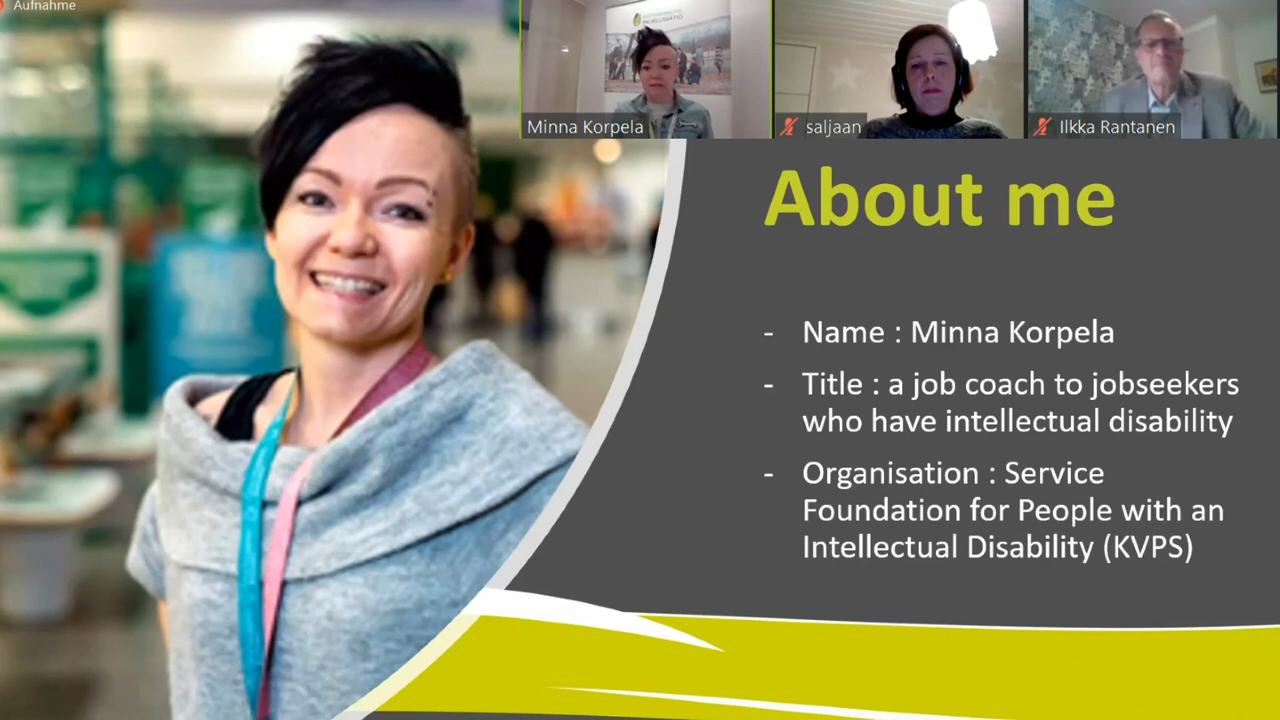 Aufnahme
PALVELUSÄÄTIÖ
Minna Korpela
saljaan
Ilkka Rantanen
About me
- Name : Minna Korpela
- Title : a job coach to jobseekers
who have intellectual disability
- Organisation : Service
Foundation for People with an
Intellectual Disability (KVPS)